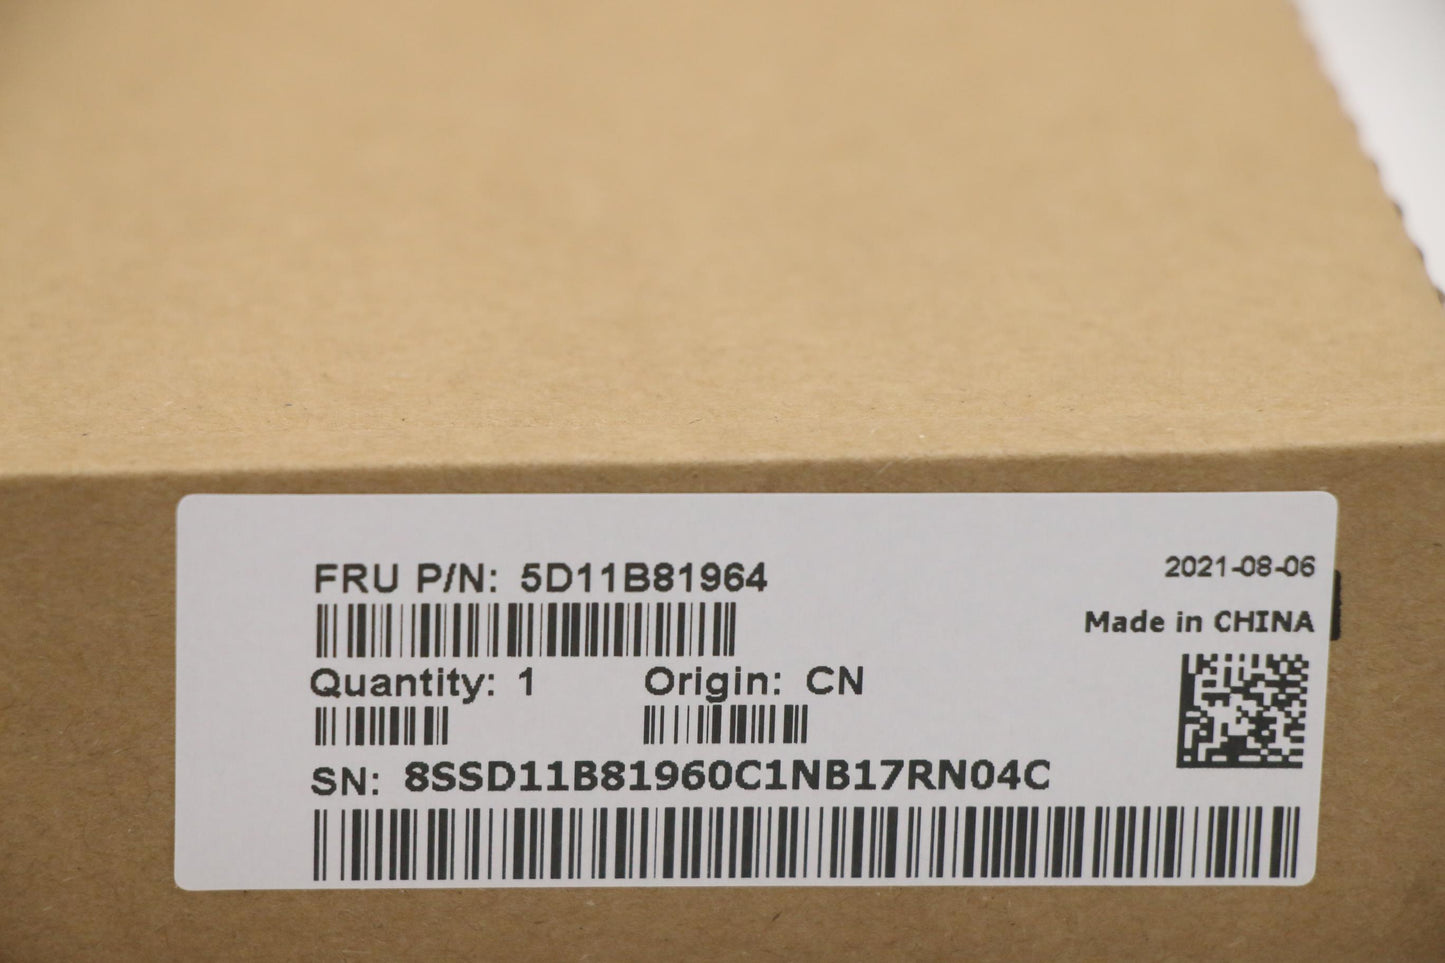 FRU P/N: 5D11B81964
2021-08-06
Made in CHINA
Quantity: 1
Origin: CN
SN: 8SSD11B81960C1NB17RN04C